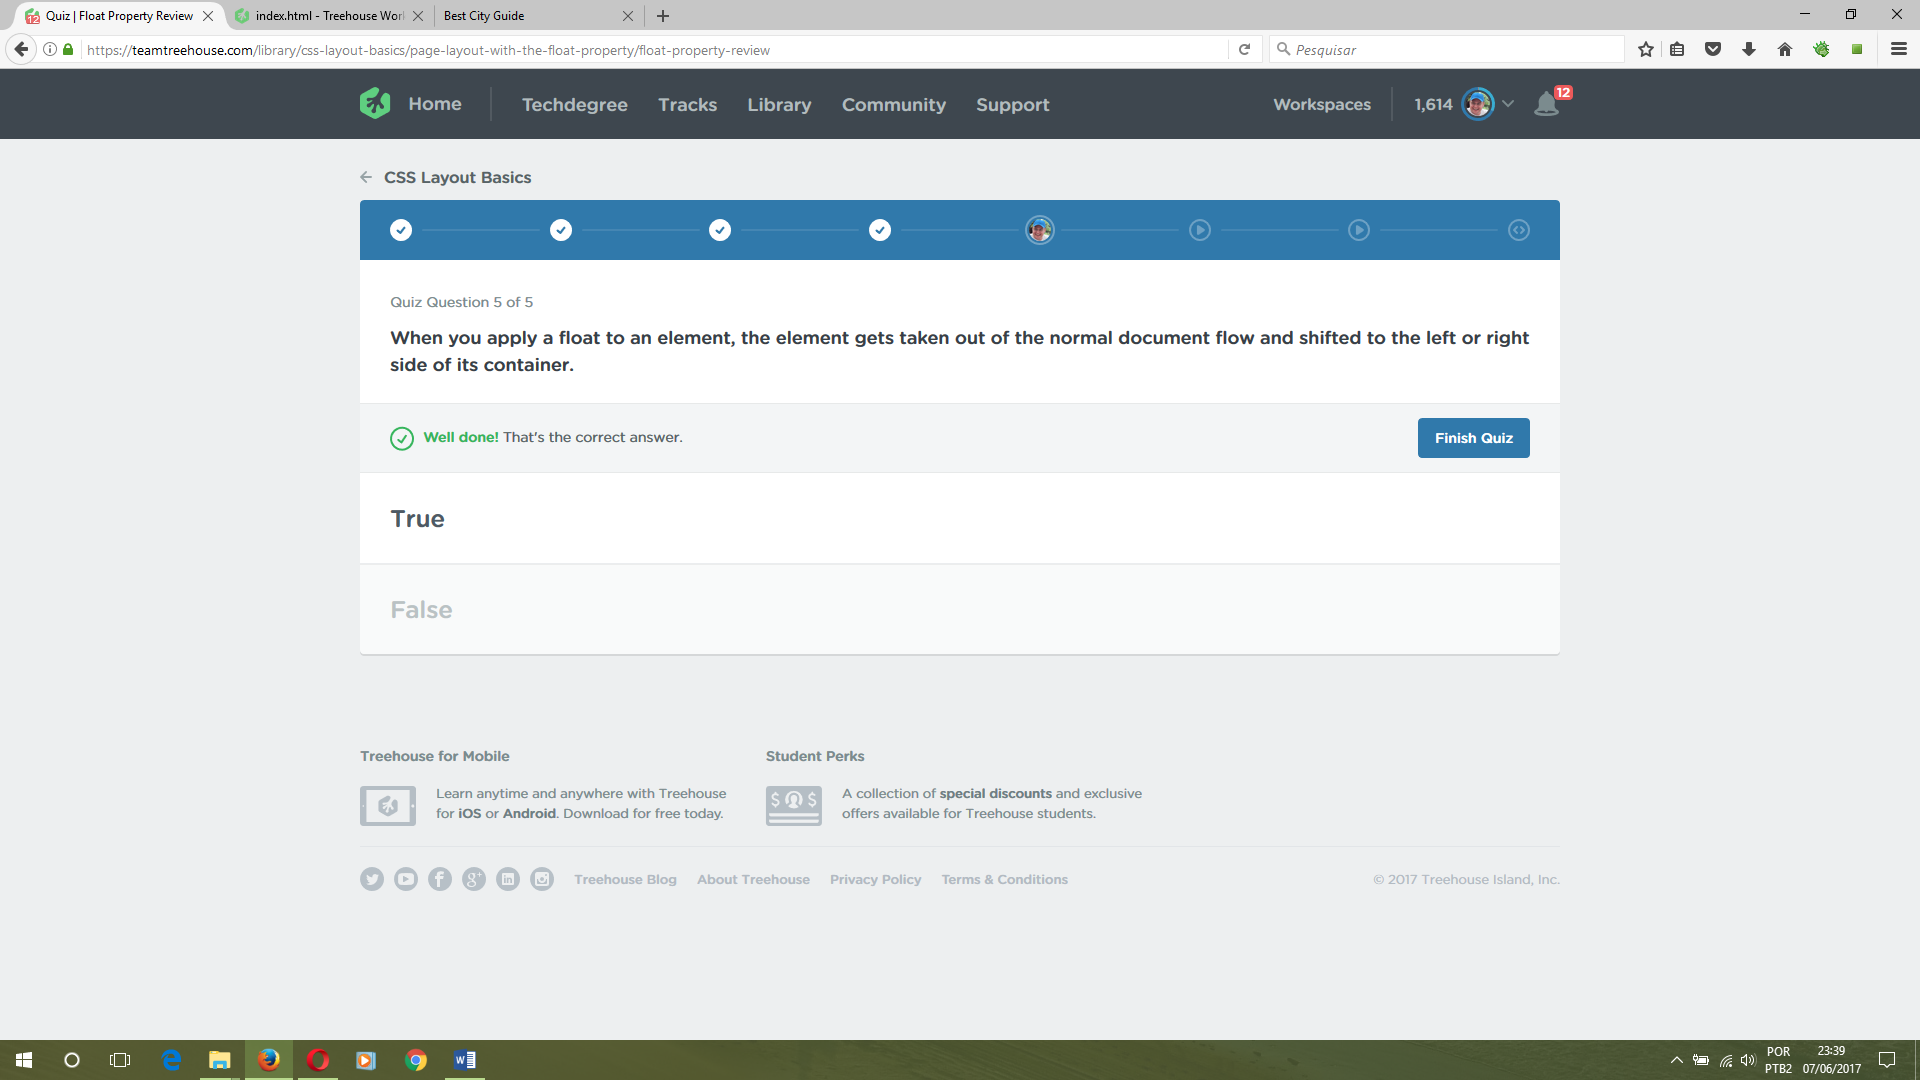 Quiz | Float Property Review
index.html - Treehouse Wor
Best City Guide
https://teamtreehouse.com/library/css-layout-basics/page-layout-with-the-float-property/float-property-review
Pesquisar
Home
Techdegree
Tracks
Library
Community
Support
Workspaces
1,614
12
CSS Layout Basics
Quiz Question 5 of 5
When you apply a float to an element, the element gets taken out of the normal document flow and shifted to the left or right
side of its container.
Well done! That's the correct answer.
Finish Quiz
True
False
Treehouse for Mobile
Learn anytime and anywhere with Treehouse
for iOS or Android. Download for free today.
Student Perks
A collection of special discounts and exclusive
offers available for Treehouse students.
Treehouse Blog
About Treehouse
Privacy Policy
Terms & Conditions
© 2017 Treehouse Island, Inc.
POR
PTB2
23:39
07/06/2017